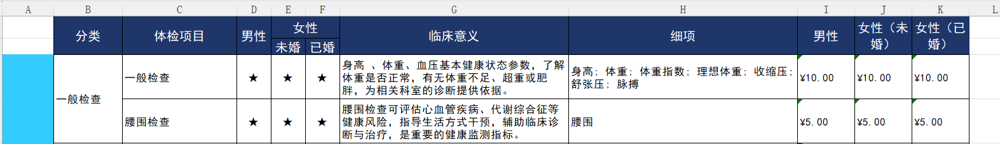 A B C D E F G H I J K L
分类 体检项目 男性 女性 临床意义 细项 男性 女性（未 女性（已
未婚 已婚 婚） 婚）
一般检查
一般检查 ★ ★ ★
身高 、体重、血压基本健康状态参数，了解
体重是否正常，有无体重不足、超重或肥
胖，为相关科室的诊断提供依据。
身高；体重；体重指数；理想体重；收缩压；
舒张压；脉搏
¥10.00 ¥10.00 ¥10.00
腰围检查 ★ ★ ★
腰围检查可评估心血管疾病、代谢综合征等
健康风险，指导生活方式干预，辅助临床诊
断与治疗，是重要的健康监测指标。
腰围
¥5.00 ¥5.00 ¥5.00